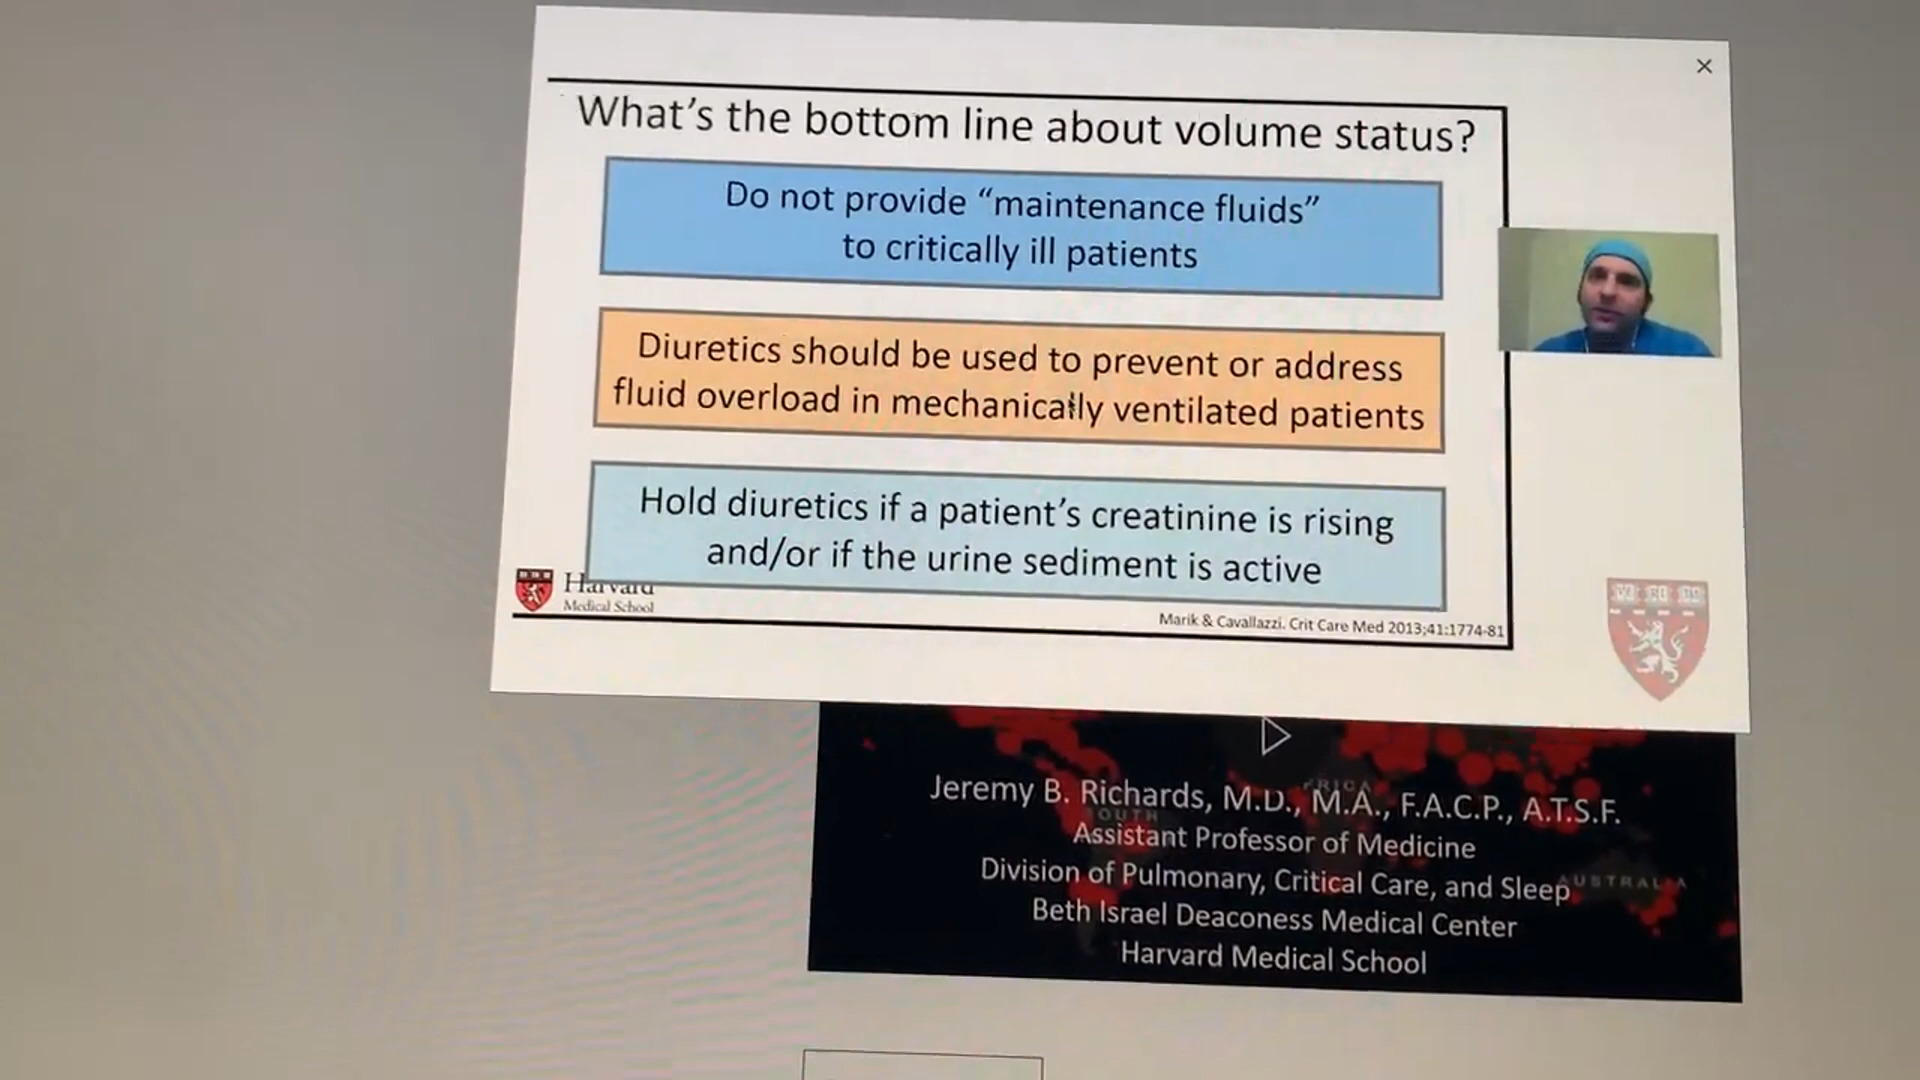 What's the bottom line about volume status?
Do not provide “maintenance fluids”
to critically ill patients
Diuretics should be used to prevent or address
fluid overload in mechanically ventilated patients
Hold diuretics if a patient's creatinine is rising
and/or if the urine sediment is active
Harvard
Medical School
Marik & Cavallazzi. Crit Care Med 2013;41:1774-81
Jeremy B. Richards, M.D., M.A., F.A.C.P., A.T.S.F.
Assistant Professor of Medicine
Division of Pulmonary, Critical Care, and Sleep
AUSTRALIA
Beth Israel Deaconess Medical Center
Harvard Medical School